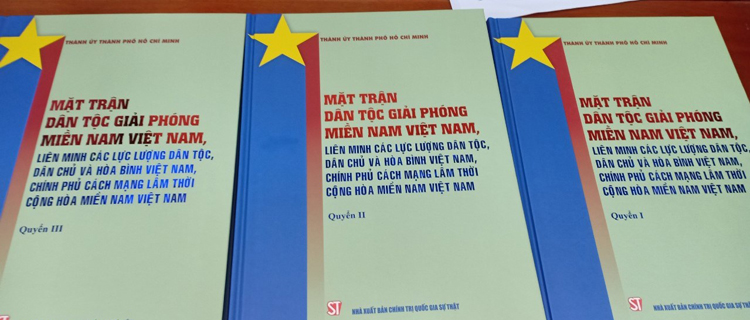 THÀNH ỦY THÀNH PHỐ HỒ CHÍ MINH
MẶT TRẬN
DÂN TỘC GIẢI PHÓNG
MIỀN NAM VIỆT NAM,
LIÊN MINH CÁC LỰC LƯỢNG DÂN TỘC,
DÂN CHỦ VÀ HÒA BÌNH VIỆT NAM,
CHÍNH PHỦ CÁCH MẠNG LÂM THỜI
CỘNG HÒA MIỀN NAM VIỆT NAM
Quyển III
THÀNH ỦY THÀNH PHỐ HỒ CHÍ MINH
MẶT TRẬN
DÂN TỘC GIẢI PHÓNG
MIỀN NAM VIỆT NAM,
LIÊN MINH CÁC LỰC LƯỢNG DÂN TỘC,
DÂN CHỦ VÀ HÒA BÌNH VIỆT NAM,
CHÍNH PHỦ CÁCH MẠNG LÂM THỜI
CỘNG HÒA MIỀN NAM VIỆT NAM
Quyển II
ST
NHÀ XUẤT BẢN CHÍNH TRỊ QUỐC GIA SỰ THẬT
THÀNH ỦY THÀNH PHỐ HỒ CHÍ MINH
MẶT TRẬN
DÂN TỘC GIẢI PHÓNG
MIỀN NAM VIỆT NAM,
LIÊN MINH CÁC LỰC LƯỢNG DÂN TỘC,
DÂN CHỦ VÀ HÒA BÌNH VIỆT NAM,
CHÍNH PHỦ CÁCH MẠNG LÂM THỜI
CỘNG HÒA MIỀN NAM VIỆT NAM
Quyển I
ST
NHÀ XUẤT BẢN CHÍNH TRỊ QUỐC GIA SỰ THẬT